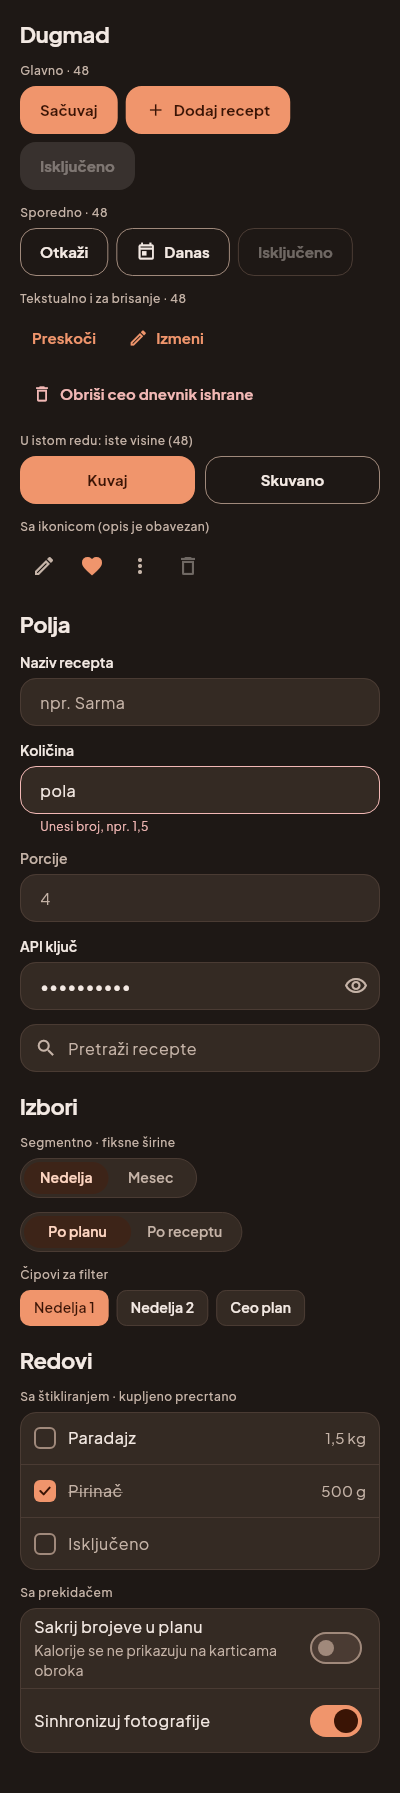 Dugmad
Glavno · 48
Sačuvaj
Dodaj recept
Isključeno
Sporedno · 48
Otkaži
Danas
Isključeno
Tekstualno i za brisanje · 48
Preskoči
Izmeni
Obriši ceo dnevnik ishrane
U istom redu: iste visine (48)
Kuvaj
Skuvano
Sa ikonicom (opis je obavezan)
Polja
Naziv recepta
npr. Sarma
Količina
pola
Unesi broj, npr. 1,5
Porcije
4
API ključ
••••••••••
Pretraži recepte
Izbori
Segmentno · fiksne širine
Nedelja
Mesec
Po planu
Po receptu
Čipovi za filter
Nedelja 1
Nedelja 2
Ceo plan
Redovi
Sa štikliranjem · kupljeno precrtano
Paradajz
1,5 kg
Pirinač
500 g
Isključeno
Sa prekidačem
Sakrij brojeve u planu
Kalorije se ne prikazuju na karticama
obroka
Sinhronizuj fotografije